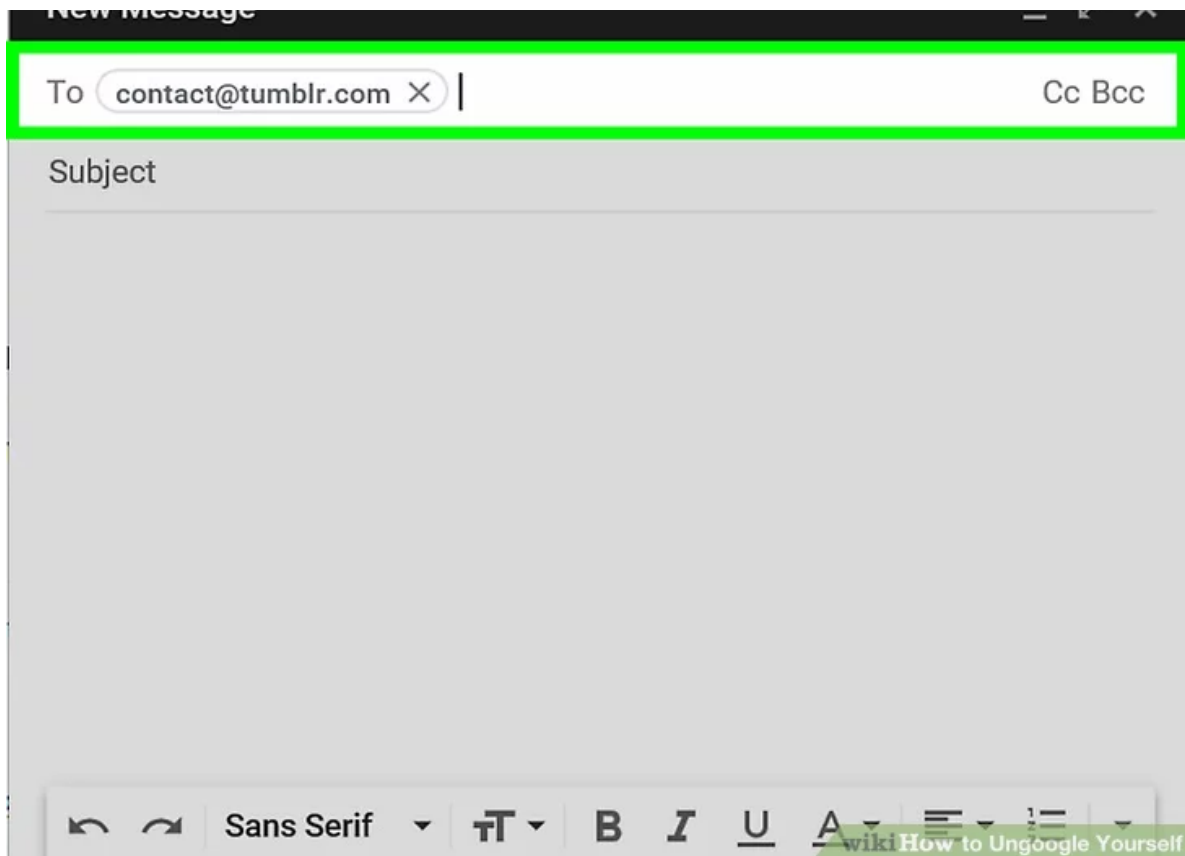 New Message
To contact@tumblr.com Cc Bcc
Subject
Sans Serif B I U A
wikiHow to Ungoogle Yourself